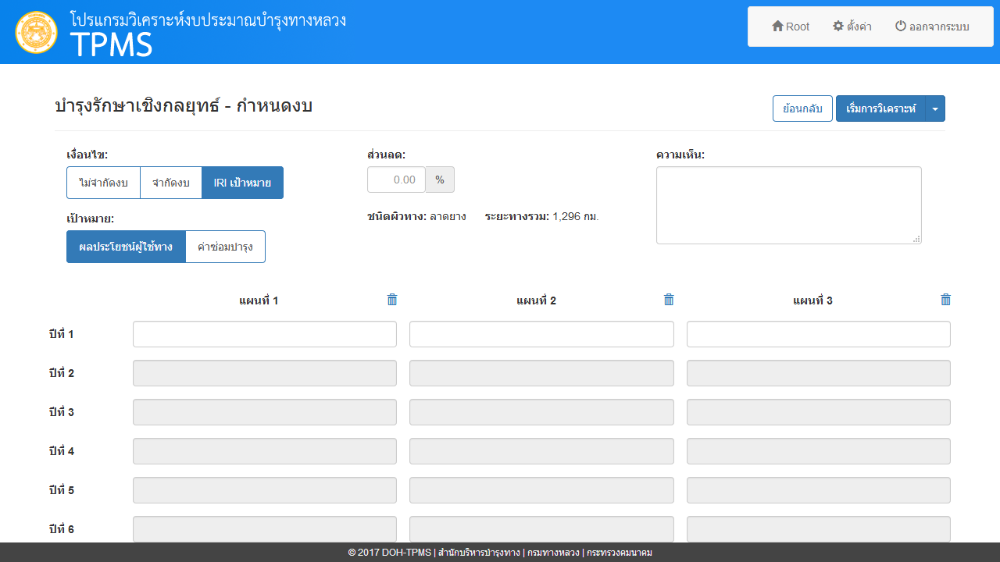 โปรแกรมวิเคราะห์งบประมาณบำรุงทางหลวง
TPMS
Root ตั้งค่า ออกจากระบบ
บำรุงรักษาเชิงกลยุทธ์ - กำหนดงบ
ย้อนกลับ เริ่มการวิเคราะห์
เงื่อนไข: ส่วนลด: ความเห็น:
ไม่จำกัดงบ จำกัดงบ IRI เป้าหมาย 0.00 %
เป้าหมาย: ชนิดผิวทาง: ลาดยาง ระยะทางรวม: 1,296 กม.
ผลประโยชน์ผู้ใช้ทาง ค่าซ่อมบำรุง
แผนที่ 1 แผนที่ 2 แผนที่ 3
ปีที่ 1
ปีที่ 2
ปีที่ 3
ปีที่ 4
ปีที่ 5
ปีที่ 6
© 2017 DOH-TPMS | สำนักบริหารบำรุงทาง | กรมทางหลวง | กระทรวงคมนาคม